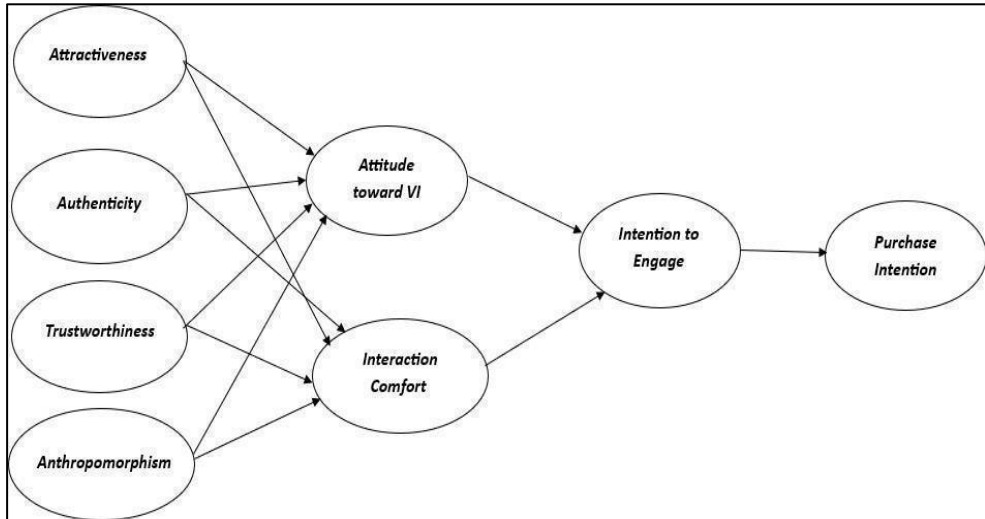 Attractiveness
Authenticity
Trustworthiness
Anthropomorphism
Attitude
toward VI
Interaction
Comfort
Intention to
Engage
Purchase
Intention